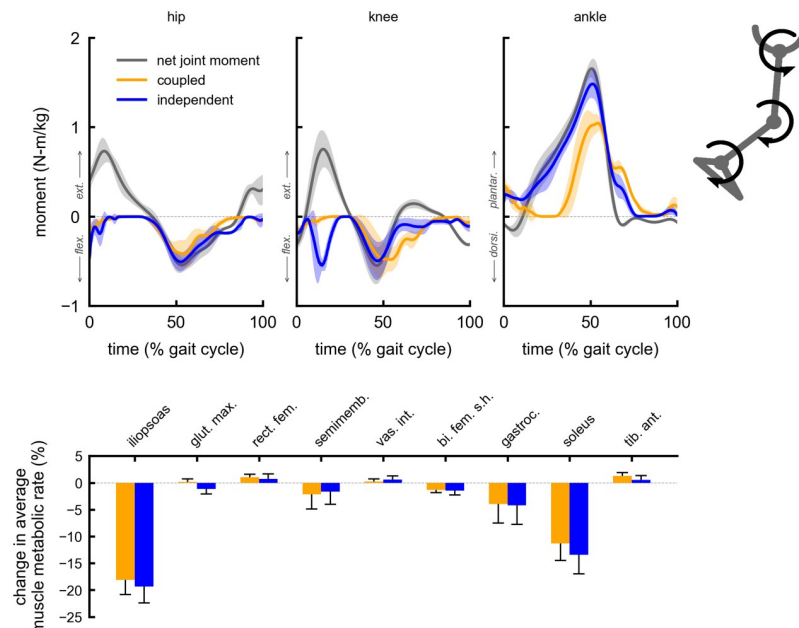 hip knee ankle
net joint moment
coupled
independent
moment (N-m/kg)
2
1
0
−1
ext.
flex.
ext.
flex.
plantar.
dorsi.
0 50 100 0 50 100 0 50 100
time (% gait cycle) time (% gait cycle) time (% gait cycle)
iliopsoas glut. max. rect. fem. semimemb. vas. int. bi. fem. s.h. gastroc. soleus tib. ant.
change in average
muscle metabolic rate (%)
5
0
−5
−10
−15
−20
−25